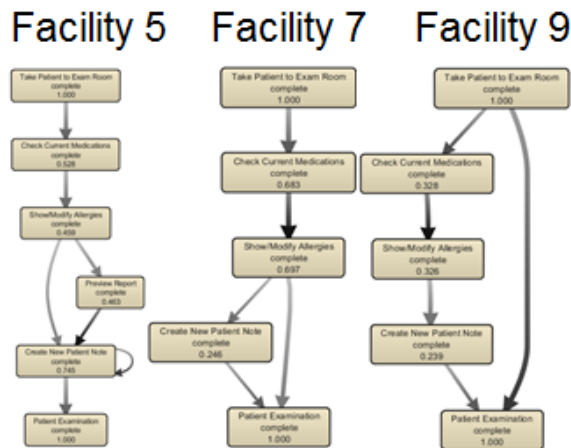 Facility 5 Facility 7 Facility 9
Take Patient to Exam Room
complete
1.000
Check Current Medications
complete
0.528
Show/Modify Allergies
complete
0.459
Preview Report
complete
0.463
Create New Patient Note
complete
0.745
Patient Examination
complete
1.000
Take Patient to Exam Room
complete
1.000
Check Current Medications
complete
0.683
Show/Modify Allergies
complete
0.697
Create New Patient Note
complete
0.246
Patient Examination
complete
1.000
Take Patient to Exam Room
complete
1.000
Check Current Medications
complete
0.328
Show/Modify Allergies
complete
0.326
Create New Patient Note
complete
0.239
Patient Examination
complete
1.000